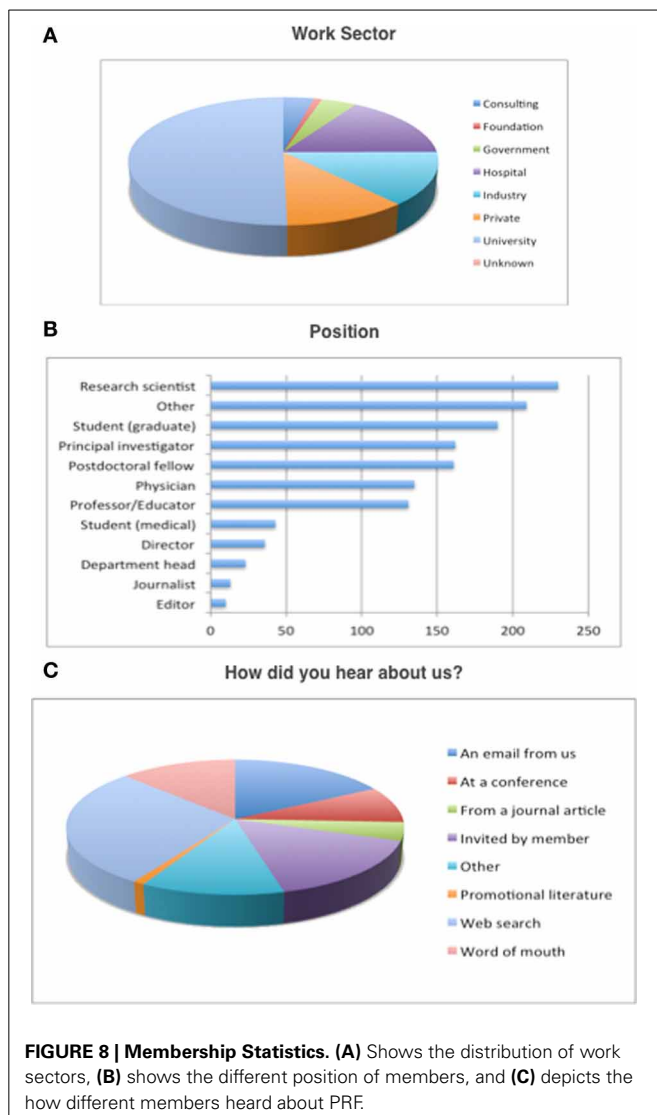 A
Work Sector
Consulting
Foundation
Government
Hospital
Industry
Private
University
Unknown
B
Position
Research scientist
Other
Student (graduate)
Principal investigator
Postdoctoral fellow
Physician
Professor/Educator
Student (medical)
Director
Department head
Journalist
Editor
0 50 100 150 200 250
C
How did you hear about us?
An email from us
At a conference
From a journal article
Invited by member
Other
Promotional literature
Web search
Word of mouth
FIGURE 8 | Membership Statistics. (A) Shows the distribution of work
sectors, (B) shows the different position of members, and (C) depicts the
how different members heard about PRF.